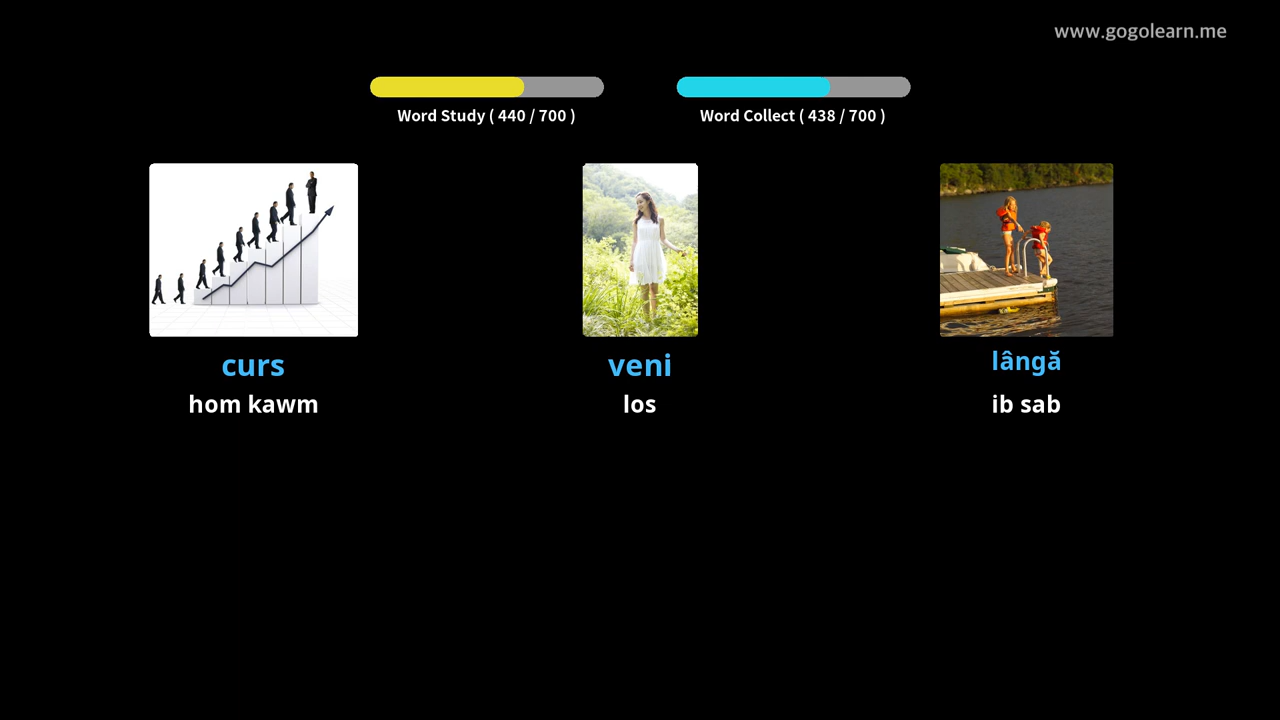 www.gogolearn.me
Word Study ( 440 / 700 )
Word Collect ( 438 / 700 )
curs
hom kawm
veni
los
lângă
ib sab